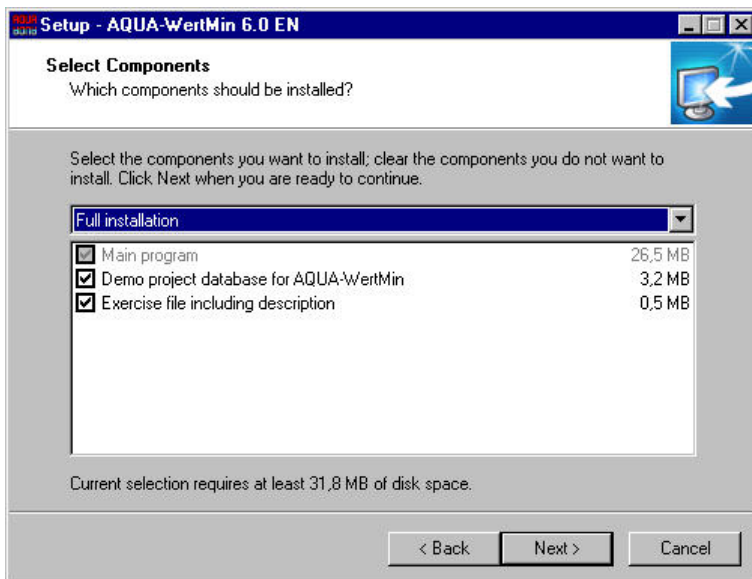 Setup - AQUA-WertMin 6.0 EN
Select Components
Which components should be installed?
Select the components you want to install; clear the components you do not want to
install. Click Next when you are ready to continue.
Full installation
Main program 26,5 MB
Demo project database for AQUA-WertMin 3,2 MB
Exercise file including description 0,5 MB
Current selection requires at least 31,8 MB of disk space.
< Back Next > Cancel